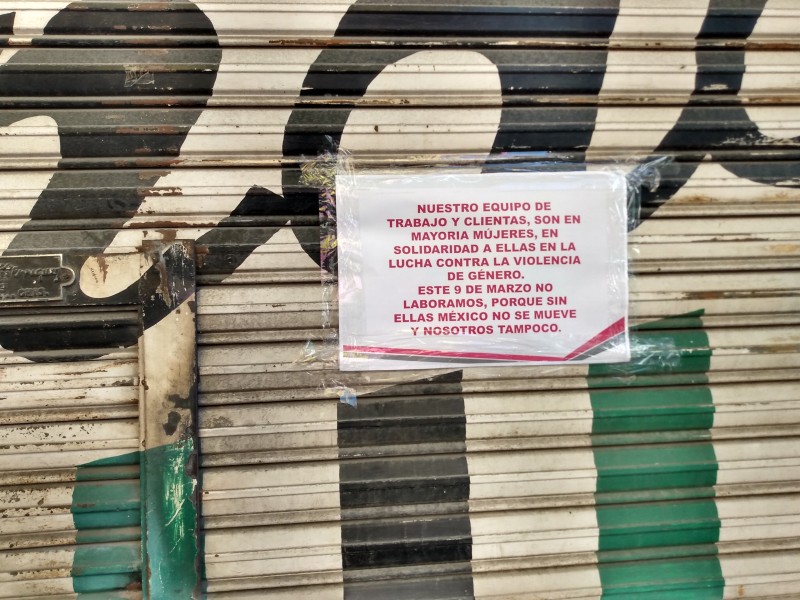 NUESTRO EQUIPO DE
TRABAJO Y CLIENTAS, SON EN
MAYORIA MÚJERES, EN
SOLIDARIDAD A ELLAS EN LA
LUCHA CONTRA LA VIOLENCIA
DE GÉNERO.
ESTE 9 DE MARZO NO
LABORAMOS, PORQUE SIN
ELLAS MÉXICO NO SE MUEVE
Y NOSOTROS TAMPOCO.